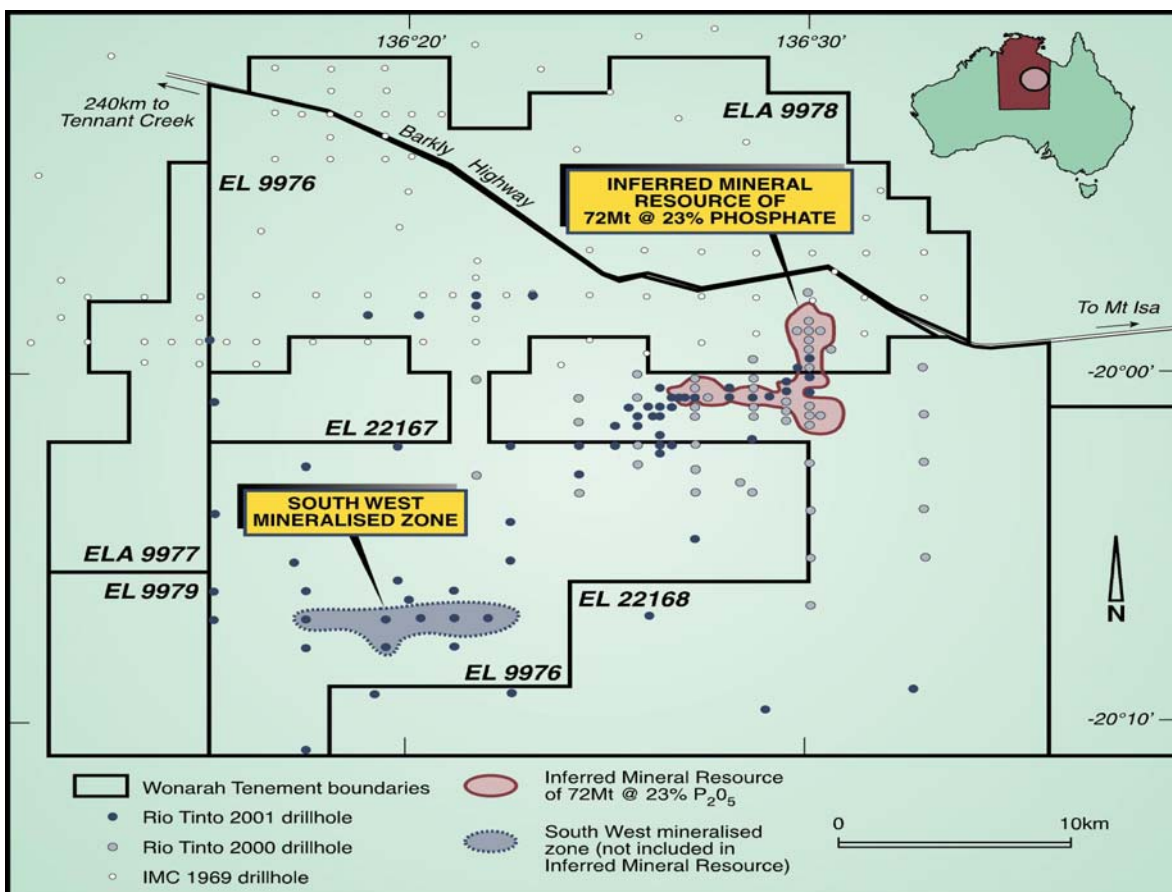 136°20'
136°30'
240km to
Tennant Creek
ELA 9978
Barkly Highway
EL 9976
INFERRED MINERAL
RESOURCE OF
72Mt @ 23% PHOSPHATE
To Mt Isa
-20°00'
EL 22167
SOUTH WEST
MINERALISED ZONE
ELA 9977
EL 9979
EL 22168
N
EL 9976
-20°10'
Wonarah Tenement boundaries
Rio Tinto 2001 drillhole
Rio Tinto 2000 drillhole
IMC 1969 drillhole
Inferred Mineral Resource
of 72Mt @ 23% P₂0₅
South West mineralised
zone (not included in
Inferred Mineral Resource)
0 10km